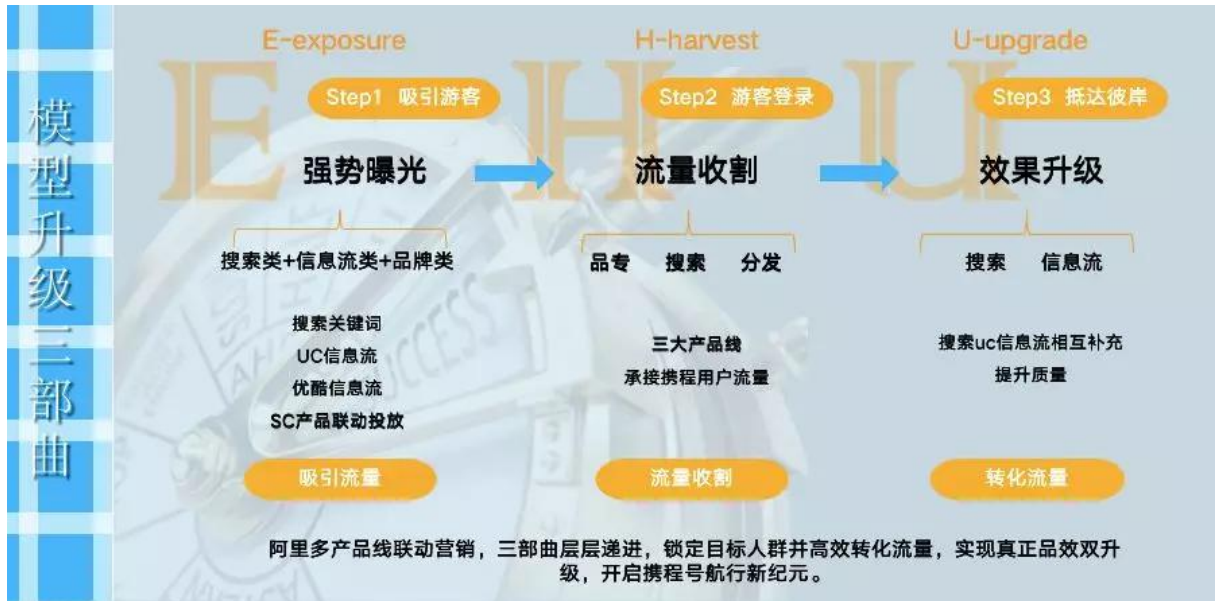 模型升级三部曲
E-exposure
H-harvest
U-upgrade
E
H
U
Step1 吸引游客
Step2 游客登录
Step3 抵达彼岸
强势曝光
流量收割
效果升级
搜索类+信息流类+品牌类
品专 搜索 分发
搜索 信息流
搜索关键词
UC信息流
优酷信息流
SC产品联动投放
三大产品线
承接携程用户流量
搜索uc信息流相互补充
提升质量
吸引流量
流量收割
转化流量
阿里多产品线联动营销，三部曲层层递进，锁定目标人群并高效转化流量，实现真正品效双升
级，开启携程号航行新纪元。
SUCCESS